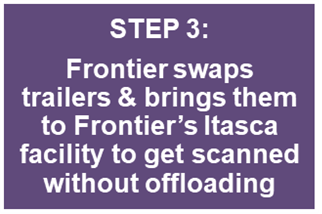 STEP 3:
Frontier swaps
trailers & brings them
to Frontier's Itasca
facility to get scanned
without offloading